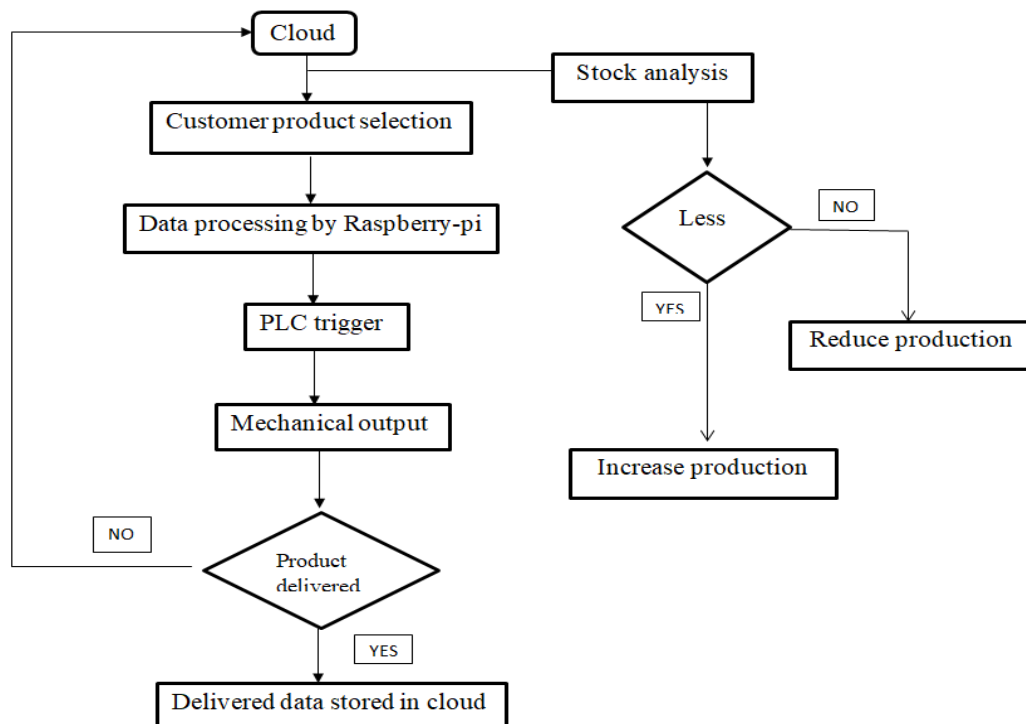 Cloud
Stock analysis
Customer product selection
Data processing by Raspberry-pi
Less
NO
YES
PLC trigger
Reduce production
Mechanical output
Increase production
NO
Product
delivered
YES
Delivered data stored in cloud